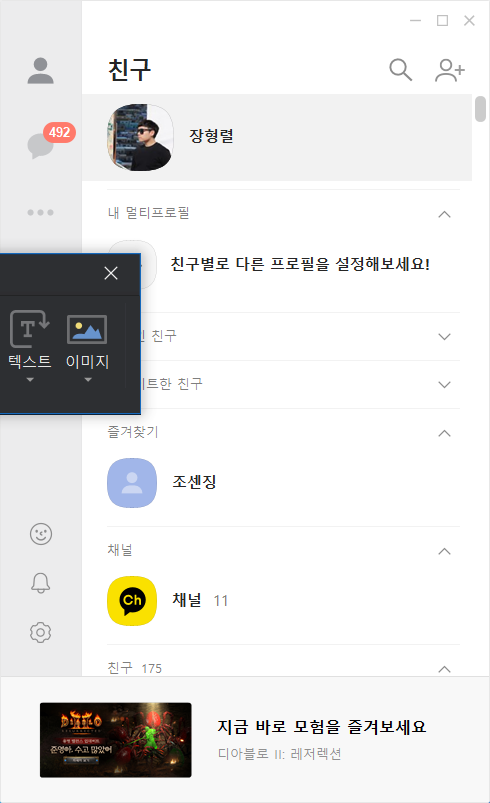 친구
492
장형렬
내 멀티프로필
친구별로 다른 프로필을 설정해보세요!
텍스트
이미지
친구
트한 친구
즐겨찾기
조센징
채널
Ch
채널 11
친구 175
DIABLO II
준영아. 수고 많았어
지금 바로 모험을 즐겨보세요
디아블로 II: 레저렉션